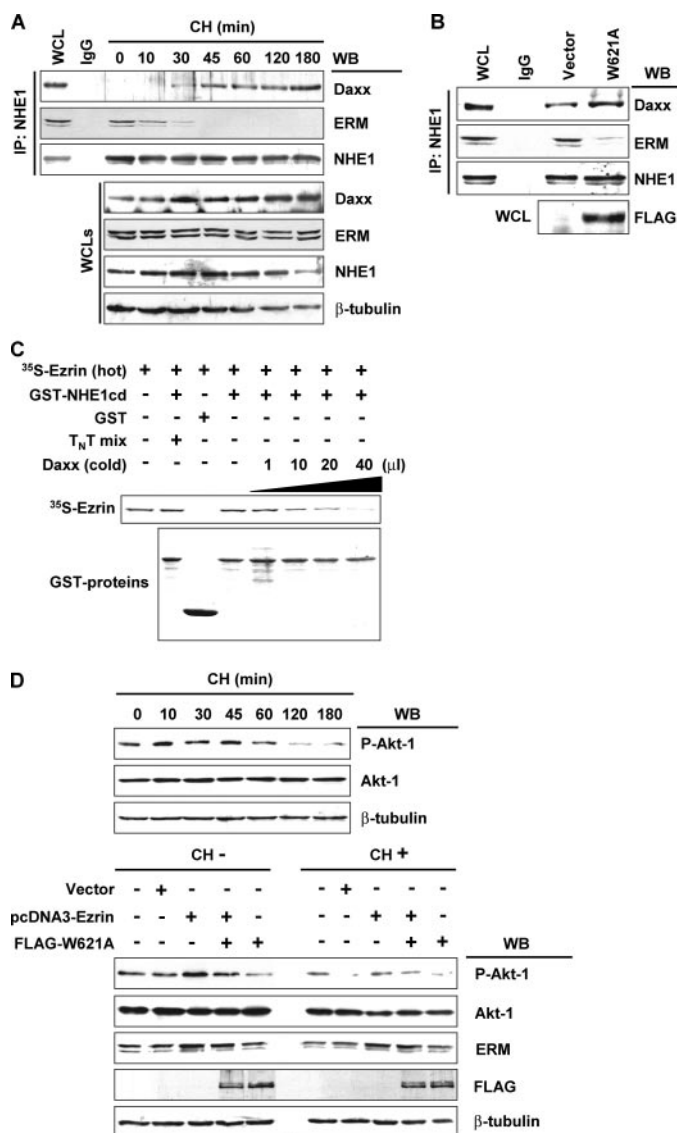 A
CH (min)
WCL IgG 0 10 30 45 60 120 180 WB
IP: NHE1
Daxx
ERM
NHE1
WCLs
Daxx
ERM
NHE1
β-tubulin
B
WCL IgG Vector W621A WB
IP: NHE1
Daxx
ERM
NHE1
WCL FLAG
C
³⁵S-Ezrin (hot) + + + + + + + +
GST-NHE1cd - + - + + + + +
GST - - + - - - - -
TNT mix - + - - - - - -
Daxx (cold) - - - - 1 10 20 40 (μl)
³⁵S-Ezrin
GST-proteins
D
CH (min)
0 10 30 45 60 120 180 WB
P-Akt-1
Akt-1
β-tubulin
CH - CH +
Vector - + - - - - + - - -
pcDNA3-Ezrin - - + + - - - + + -
FLAG-W621A - - - + + - - - + + WB
P-Akt-1
Akt-1
ERM
FLAG
β-tubulin